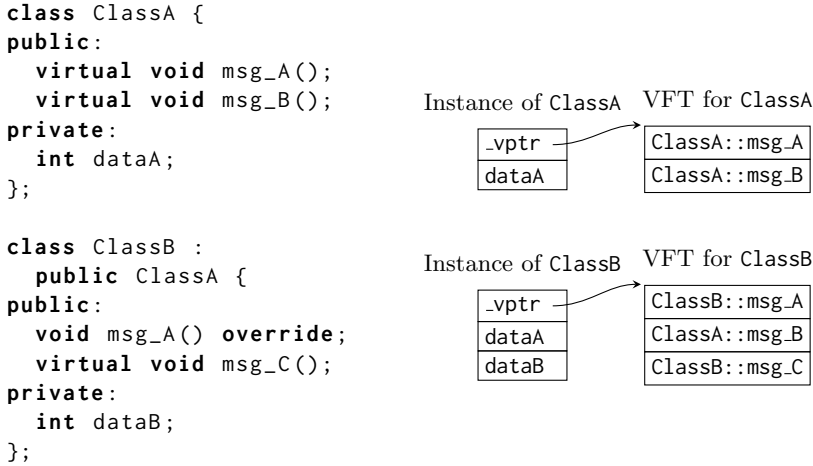 class ClassA {
public:
  virtual void msg_A();
  virtual void msg_B();
private:
  int dataA;
};
Instance of ClassA
_vptr
dataA
VFT for ClassA
ClassA::msg_A
ClassA::msg_B
class ClassB :
  public ClassA {
public:
  void msg_A() override;
  virtual void msg_C();
private:
  int dataB;
};
Instance of ClassB
_vptr
dataA
dataB
VFT for ClassB
ClassB::msg_A
ClassA::msg_B
ClassB::msg_C